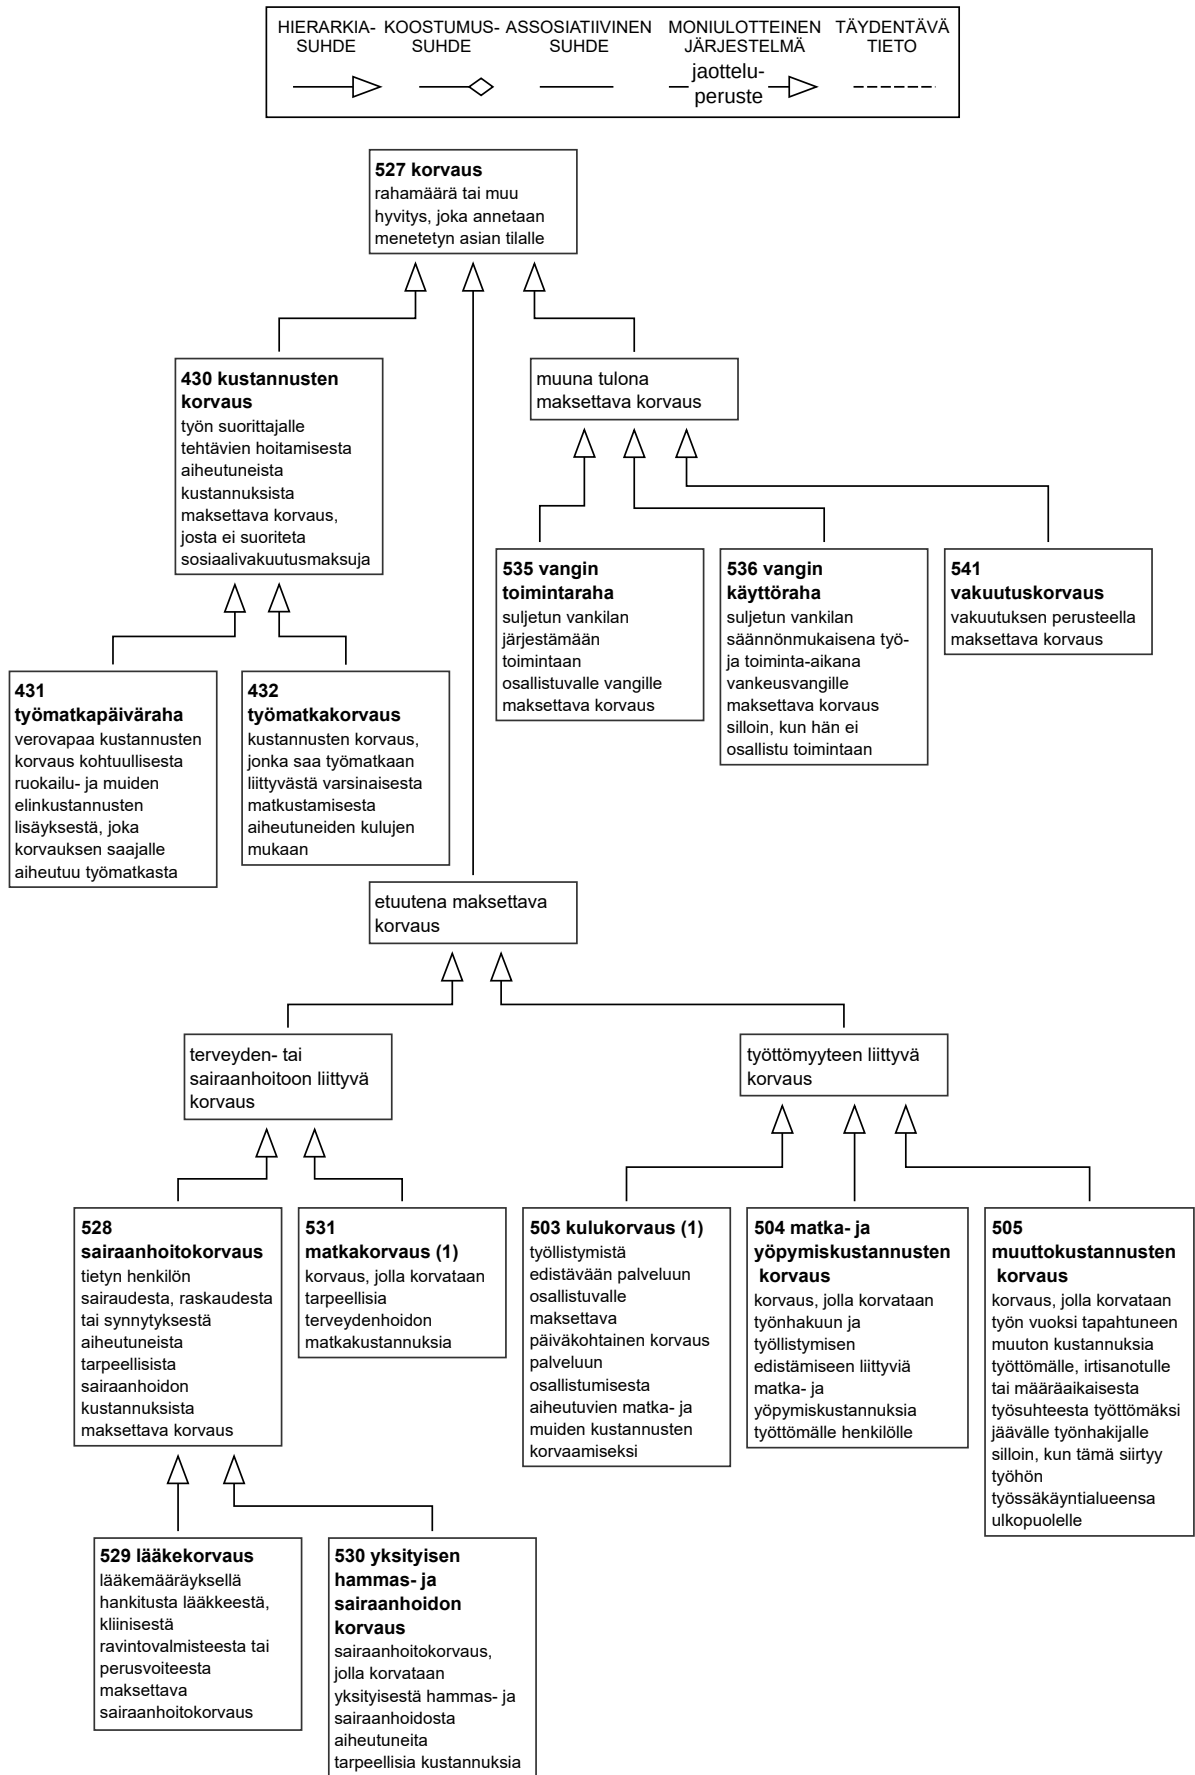 HIERARKIA-
SUHDE
KOOSTUMUS-
SUHDE
ASSOSIATIIVINEN
SUHDE
MONIULOTTEINEN
JÄRJESTELMÄ
jaottelu-
peruste
TÄYDENTÄVÄ
TIETO
527 korvaus
rahamäärä tai muu
hyvitys, joka annetaan
menetetyn asian tilalle
430 kustannusten
korvaus
työn suorittajalle
tehtävien hoitamisesta
aiheutuneista
kustannuksista
maksettava korvaus,
josta ei suoriteta
sosiaalivakuutusmaksuja
muuna tulona
maksettava korvaus
535 vangin
toimintaraha
suljetun vankilan
järjestämään
toimintaan
osallistuvalle vangille
maksettava korvaus
536 vangin
käyttöraha
suljetun vankilan
säännönmukaisena työ-
ja toiminta-aikana
vankeusvangille
maksettava korvaus
silloin, kun hän ei
osallistu toimintaan
541
vakuutuskorvaus
vakuutuksen perusteella
maksettava korvaus
431
työmatkapäiväraha
verovapaa kustannusten
korvaus kohtuullisesta
ruokailu- ja muiden
elinkustannusten
lisäyksestä, joka
korvauksen saajalle
aiheutuu työmatkasta
432
työmatkakorvaus
kustannusten korvaus,
jonka saa työmatkaan
liittyvästä varsinaisesta
matkustamisesta
aiheutuneiden kulujen
mukaan
etuutena maksettava
korvaus
terveyden- tai
sairaanhoitoon liittyvä
korvaus
työttömyyteen liittyvä
korvaus
528
sairaanhoitokorvaus
tietyn henkilön
sairaudesta, raskaudesta
tai synnytyksestä
aiheutuneista
tarpeellisista
sairaanhoidon
kustannuksista
maksettava korvaus
531
matkakorvaus (1)
korvaus, jolla korvataan
tarpeellisia
terveydenhoidon
matkakustannuksia
503 kulukorvaus (1)
työllistymistä
edistävään palveluun
osallistuvalle
maksettava
päiväkohtainen korvaus
palveluun
osallistumisesta
aiheutuvien matka- ja
muiden kustannusten
korvaamiseksi
504 matka- ja
yöpymiskustannusten
korvaus
korvaus, jolla korvataan
työnhakuun ja
työllistymisen
edistämiseen liittyviä
matka- ja
yöpymiskustannuksia
työttömälle henkilölle
505
muuttokustannusten
korvaus
korvaus, jolla korvataan
työn vuoksi tapahtuneen
muuton kustannuksia
työttömälle, irtisanotulle
tai määräaikaisesta
työsuhteesta työttömäksi
jäävälle työnhakijalle
silloin, kun tämä siirtyy
työhön
työssäkäyntialueensa
ulkopuolelle
529 lääkekorvaus
lääkemääräyksellä
hankitusta lääkkeestä,
kliinisestä
ravintovalmisteesta tai
perusvoiteesta
maksettava
sairaanhoitokorvaus
530 yksityisen
hammas- ja
sairaanhoidon
korvaus
sairaanhoitokorvaus,
jolla korvataan
yksityisestä hammas- ja
sairaanhoidosta
aiheutuneita
tarpeellisia kustannuksia